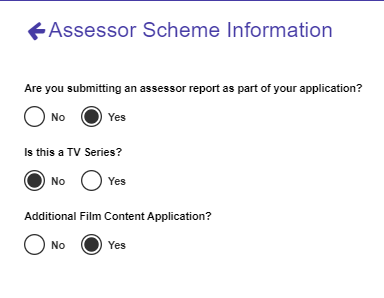 Assessor Scheme Information
Are you submitting an assessor report as part of your application?
No Yes
Is this a TV Series?
No Yes
Additional Film Content Application?
No Yes